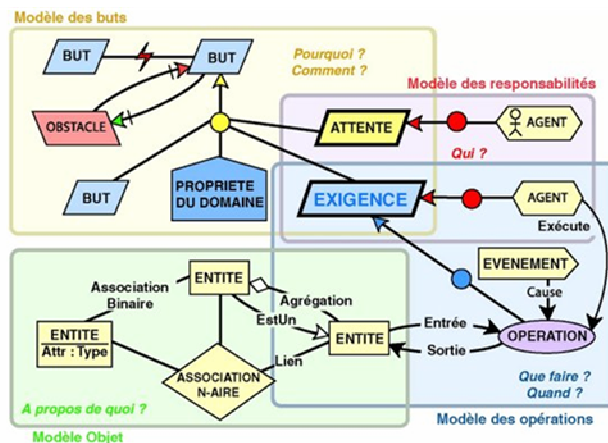 Modèle des buts
BUT
BUT
Pourquoi ?
Comment ?
Modèle des responsabilités
OBSTACLE
ATTENTE
AGENT
Qui ?
BUT
PROPRIETE
DU DOMAINE
EXIGENCE
AGENT
Exécute
EVENEMENT
Cause
ENTITE
Association
Binaire
Agrégation
EstUn
ENTITE
Attr : Type
ENTITE
Entrée
OPERATION
Sortie
Lien
ASSOCIATION
N-AIRE
Que faire ?
Quand ?
A propos de quoi ?
Modèle des opérations
Modèle Objet